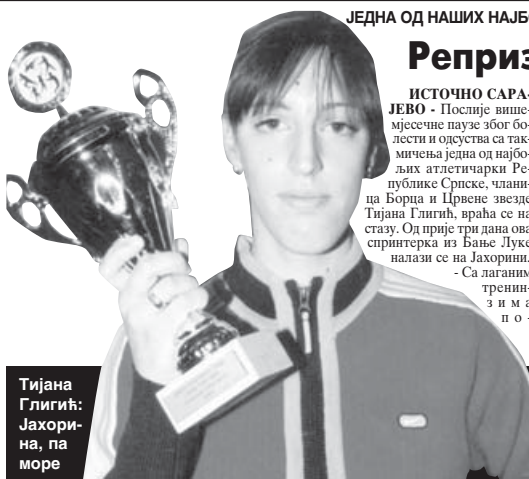 ЈЕДНА ОД НАШИХ НАЈБ
Реприз
ИСТОЧНО САРА-
ЈЕВО - Послије више-
мјесечне паузе због бо-
лести и одсуства са так-
мичења једна од најбо-
љих атлетичарки Ре-
публике Српске, члани-
ца Борца и Црвене звезде
Тијана Глигић, враћа се на
стазу. Од прије три дана ова
спринтерка из Бање Луке
налази се на Јахорини.
- Са лаганим
тренин-
зима
по-
Тијана
Глигић:
Јахори-
на, па
море